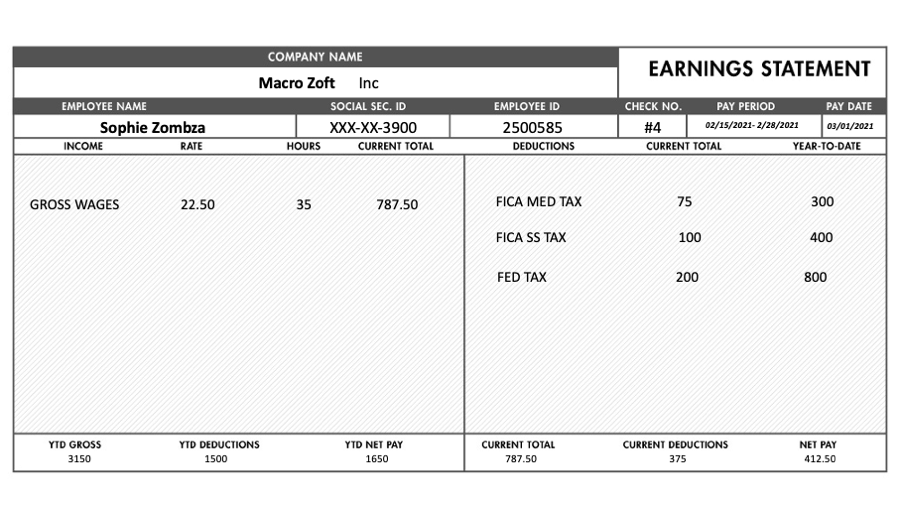 COMPANY NAME
EARNINGS STATEMENT
Macro Zoft Inc
EMPLOYEE NAME SOCIAL SEC. ID EMPLOYEE ID CHECK NO. PAY PERIOD PAY DATE
Sophie Zombza XXX-XX-3900 2500585 #4 02/15/2021- 2/28/2021 03/01/2021
INCOME RATE HOURS CURRENT TOTAL DEDUCTIONS CURRENT TOTAL YEAR-TO-DATE
GROSS WAGES 22.50 35 787.50 FICA MED TAX 75 300
FICA SS TAX 100 400
FED TAX 200 800
YTD GROSS YTD DEDUCTIONS YTD NET PAY CURRENT TOTAL CURRENT DEDUCTIONS NET PAY
3150 1500 1650 787.50 375 412.50